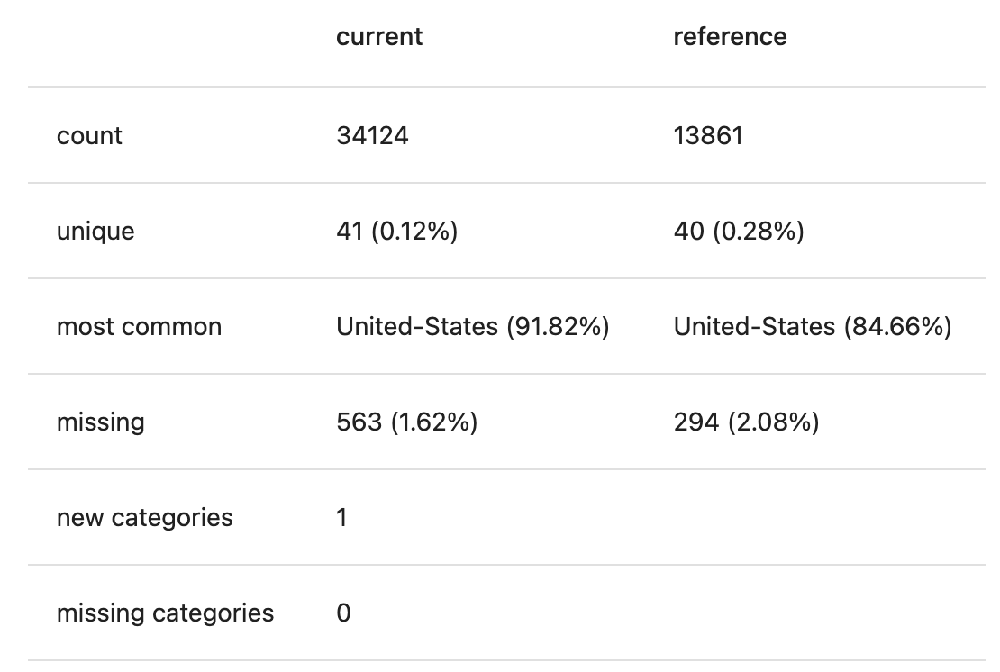 current reference
count 34124 13861
unique 41 (0.12%) 40 (0.28%)
most common United-States (91.82%) United-States (84.66%)
missing 563 (1.62%) 294 (2.08%)
new categories 1
missing categories 0